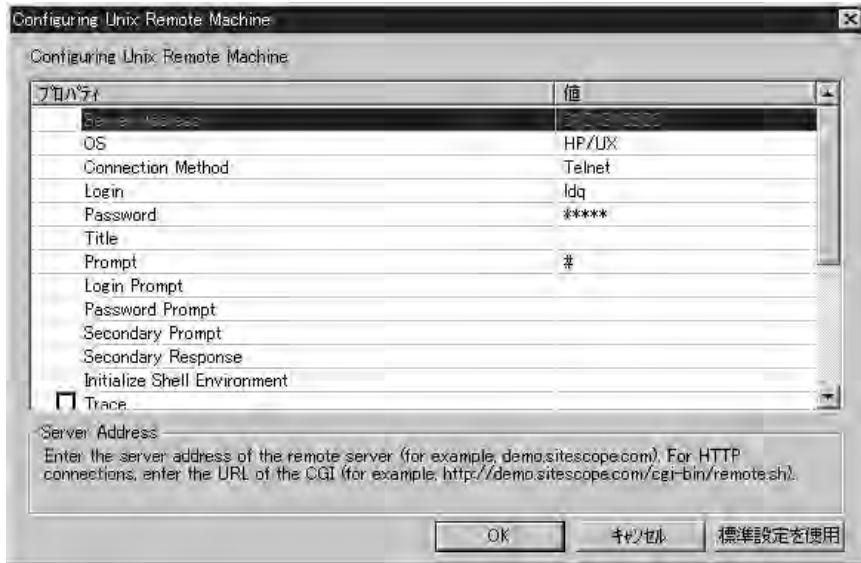 Configuring Unix Remote Machine
Configuring Unix Remote Machine
プロパティ 値
Server Address
OS HP/UX
Connection Method Telnet
Login ldq
Password *****
Title
Prompt #
Login Prompt
Password Prompt
Secondary Prompt
Secondary Response
Initialize Shell Environment
Trace
Server Address
Enter the server address of the remote server (for example, demo.sitescope.com). For HTTP
connections, enter the URL of the CGI (for example, http://demo.sitescope.com/cgi-bin/remote.sh).
OK キャンセル 標準設定を使用